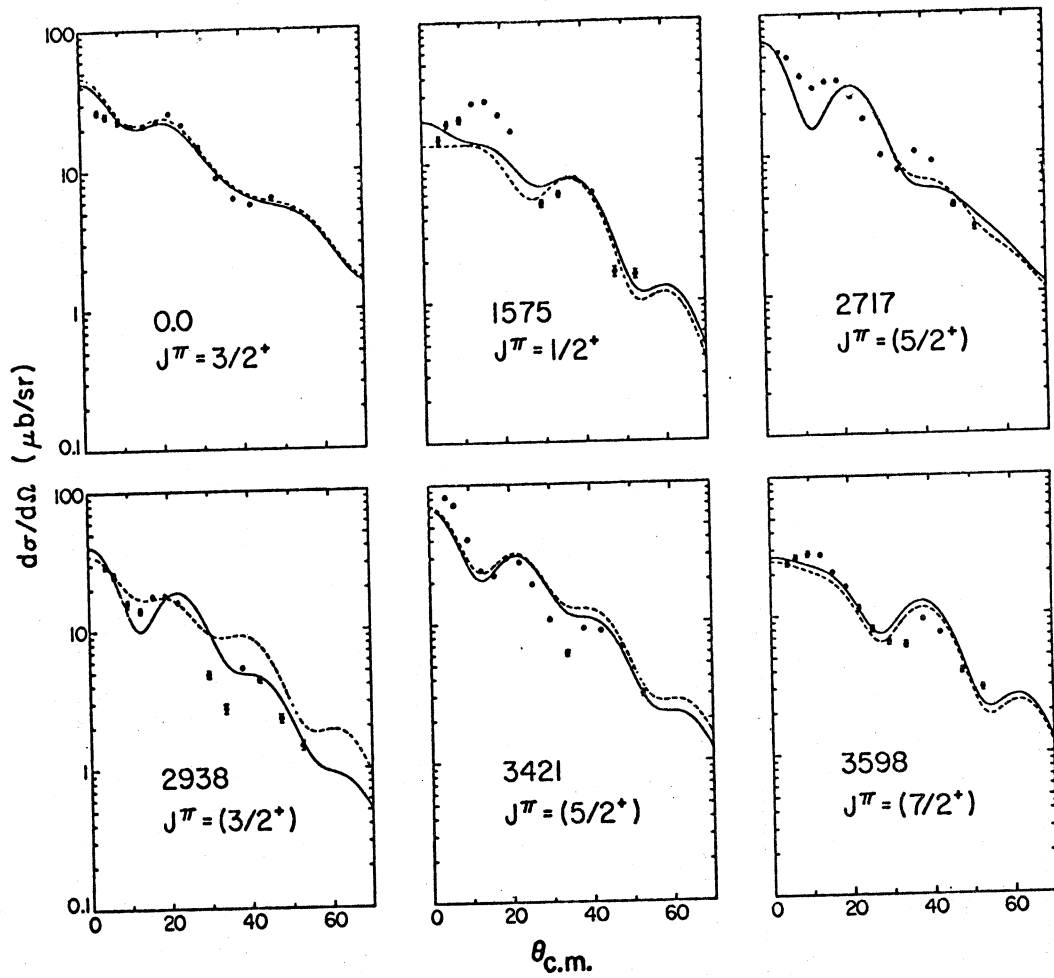 100
10
1
0.1
0.0
J^π = 3/2⁺
1575
J^π = 1/2⁺
2717
J^π = (5/2⁺)
dσ/dΩ (μb/sr)
100
10
1
0.1
2938
J^π = (3/2⁺)
3421
J^π = (5/2⁺)
3598
J^π = (7/2⁺)
0 20 40 60
0 20 40 60
0 20 40 60
θc.m.